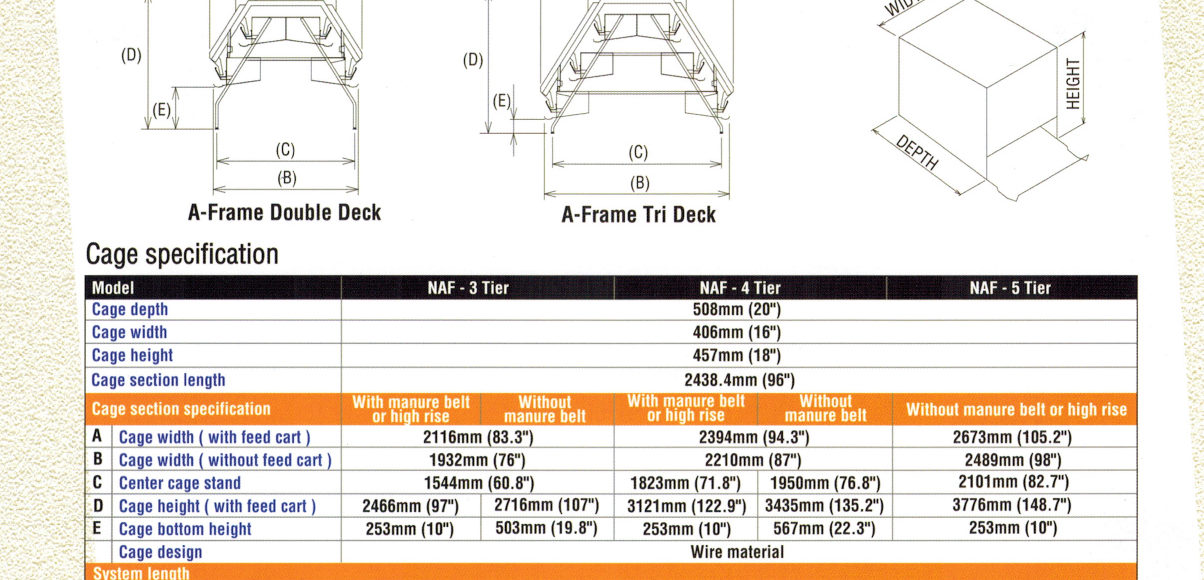 (D)
(E)
(C)
(B)
A-Frame Double Deck
(D)
(E)
(C)
(B)
A-Frame Tri Deck
HEIGHT
DEPTH
Cage specification
Model NAF - 3 Tier NAF - 4 Tier NAF - 5 Tier
Cage depth 508mm (20")
Cage width 406mm (16")
Cage height 457mm (18")
Cage section length 2438.4mm (96")
Cage section specification With manure belt or high rise Without manure belt With manure belt or high rise Without manure belt Without manure belt or high rise
A Cage width ( with feed cart ) 2116mm (83.3") 2394mm (94.3") 2673mm (105.2")
B Cage width ( without feed cart ) 1932mm (76") 2210mm (87") 2489mm (98")
C Center cage stand 1544mm (60.8") 1823mm (71.8") 1950mm (76.8") 2101mm (82.7")
D Cage height ( with feed cart ) 2466mm (97") 2716mm (107") 3121mm (122.9") 3435mm (135.2") 3776mm (148.7")
E Cage bottom height 253mm (10") 503mm (19.8") 253mm (10") 567mm (22.3") 253mm (10")
Cage design Wire material
System length